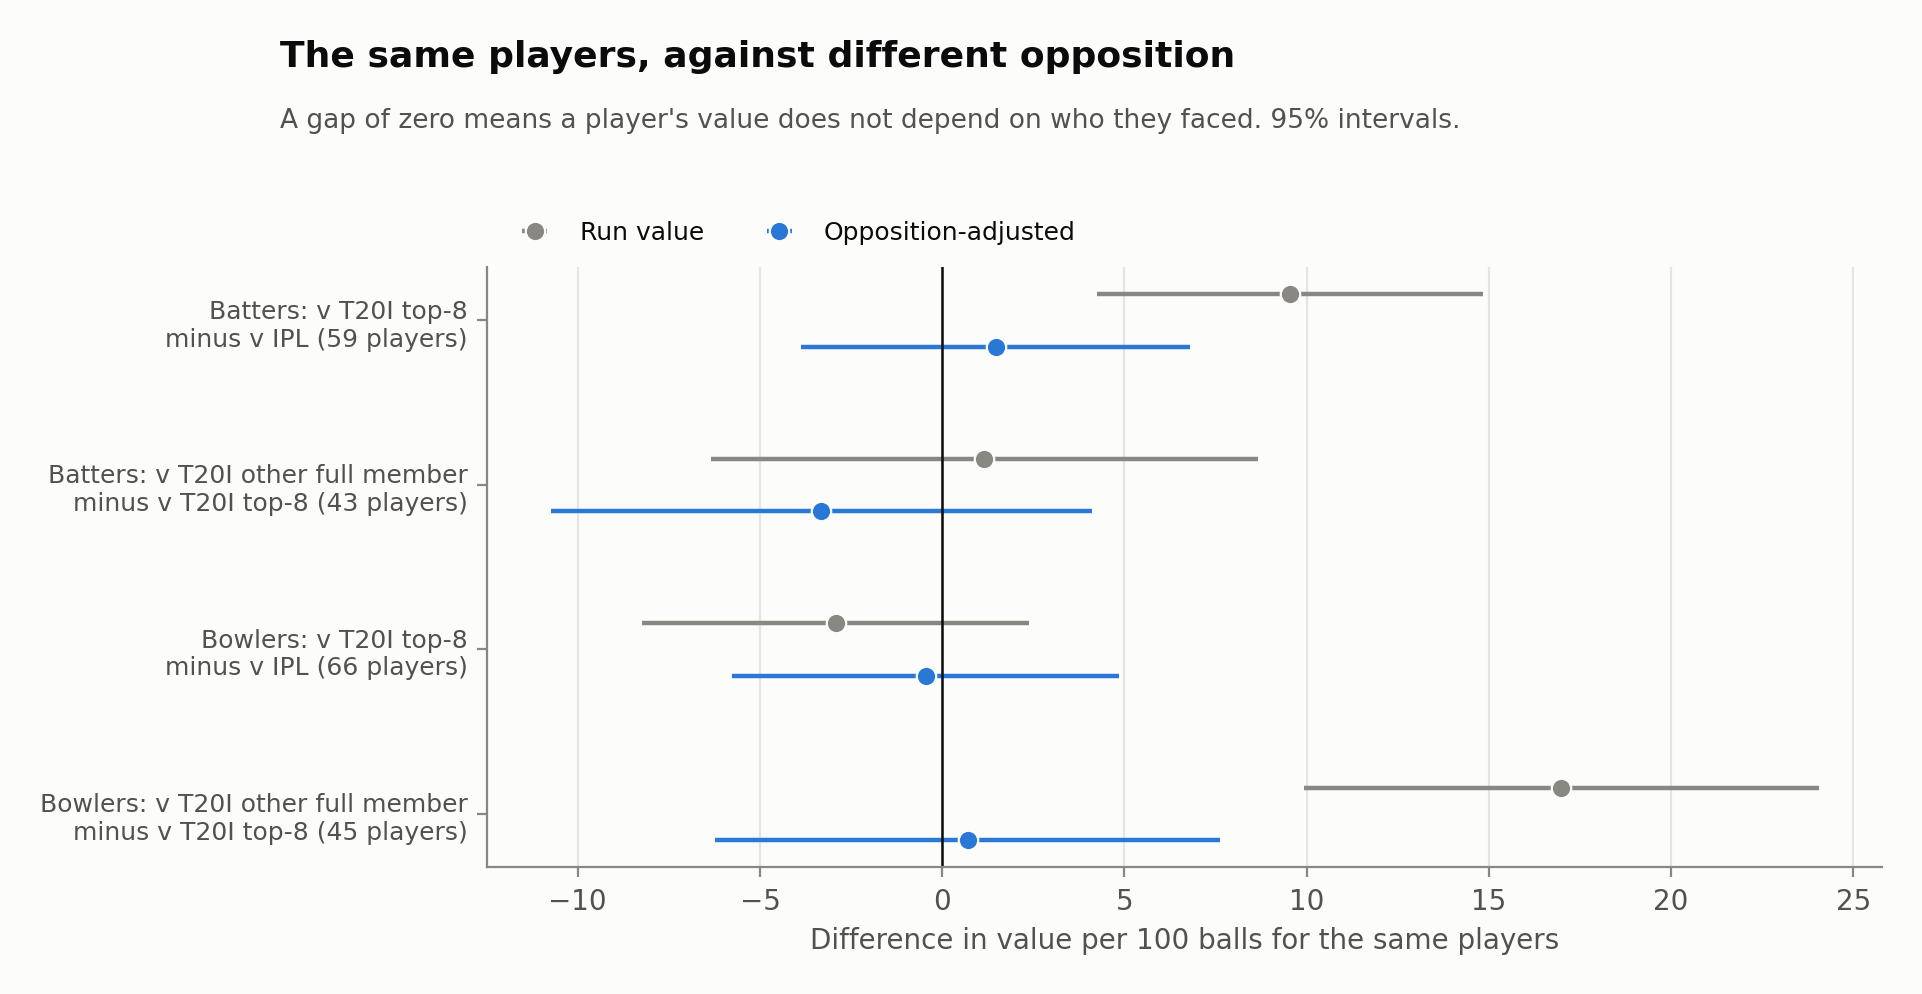 The same players, against different opposition
A gap of zero means a player's value does not depend on who they faced. 95% intervals.
Run value
Opposition-adjusted
Batters: v T20I top-8
minus v IPL (59 players)
Batters: v T20I other full member
minus v T20I top-8 (43 players)
Bowlers: v T20I top-8
minus v IPL (66 players)
Bowlers: v T20I other full member
minus v T20I top-8 (45 players)
−10 −5 0 5 10 15 20 25
Difference in value per 100 balls for the same players